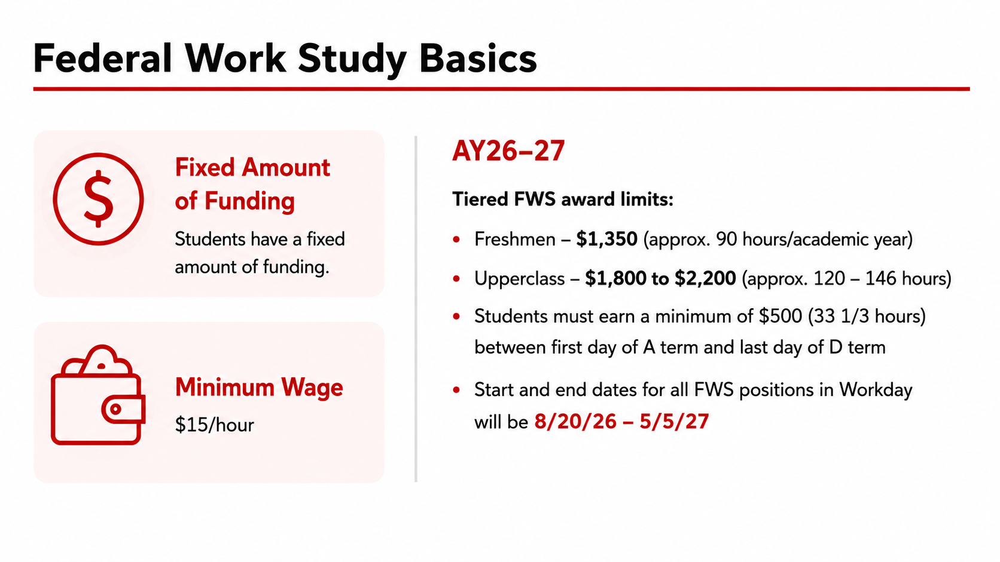 Federal Work Study Basics
Fixed Amount
of Funding
Students have a fixed
amount of funding.
Minimum Wage
$15/hour
AY26–27
Tiered FWS award limits:
• Freshmen – $1,350 (approx. 90 hours/academic year)
• Upperclass – $1,800 to $2,200 (approx. 120 – 146 hours)
• Students must earn a minimum of $500 (33 1/3 hours)
between first day of A term and last day of D term
• Start and end dates for all FWS positions in Workday
will be 8/20/26 – 5/5/27